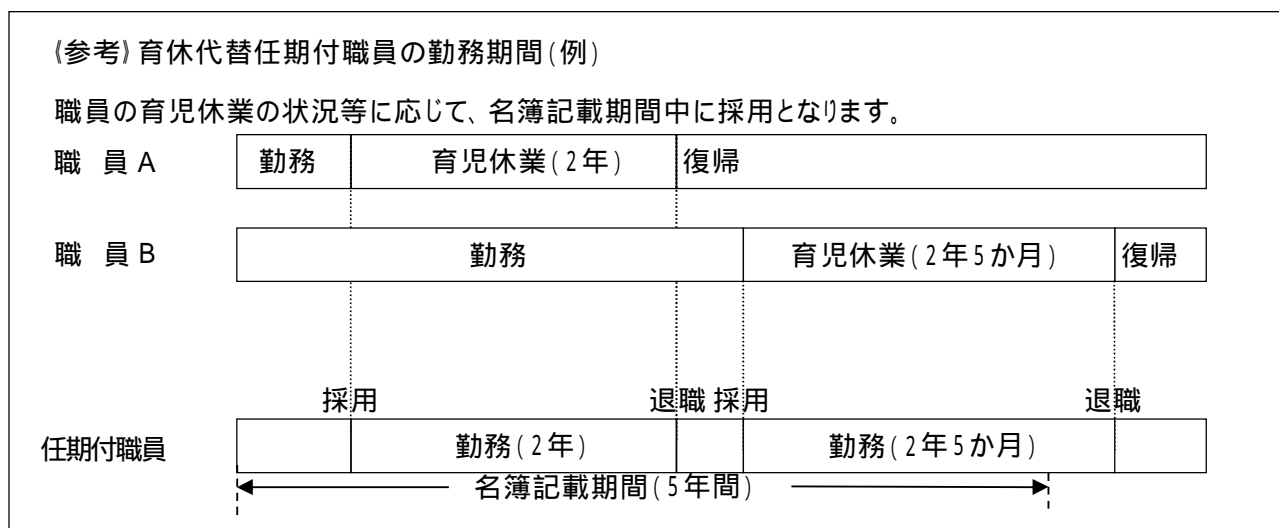 《参考》育休代替任期付職員の勤務期間(例)
職員の育児休業の状況等に応じて、名簿記載期間中に採用となります。
職 員 A 勤務 育児休業(2年) 復帰
職 員 B 勤務 育児休業(2年5か月) 復帰
採用 退職 採用 退職
任期付職員 勤務(2年) 勤務(2年5か月)
名簿記載期間(5年間)